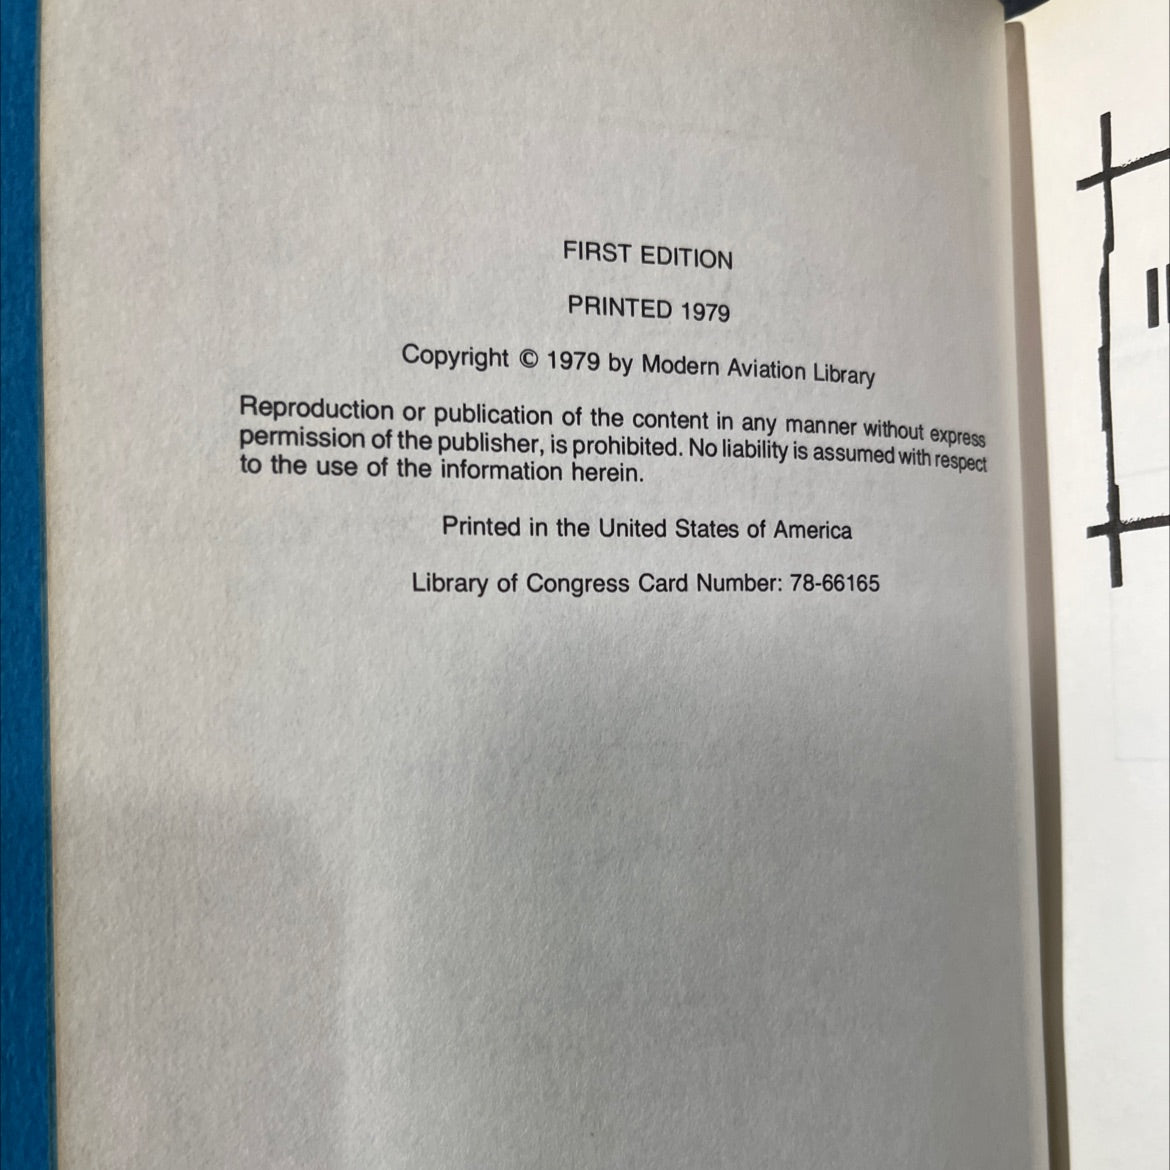 FIRST EDITION
PRINTED 1979
Copyright © 1979 by Modern Aviation Library
Reproduction or publication of the content in any manner without express
permission of the publisher, is prohibited. No liability is assumed with respect
to the use of the information herein.
Printed in the United States of America
Library of Congress Card Number: 78-66165